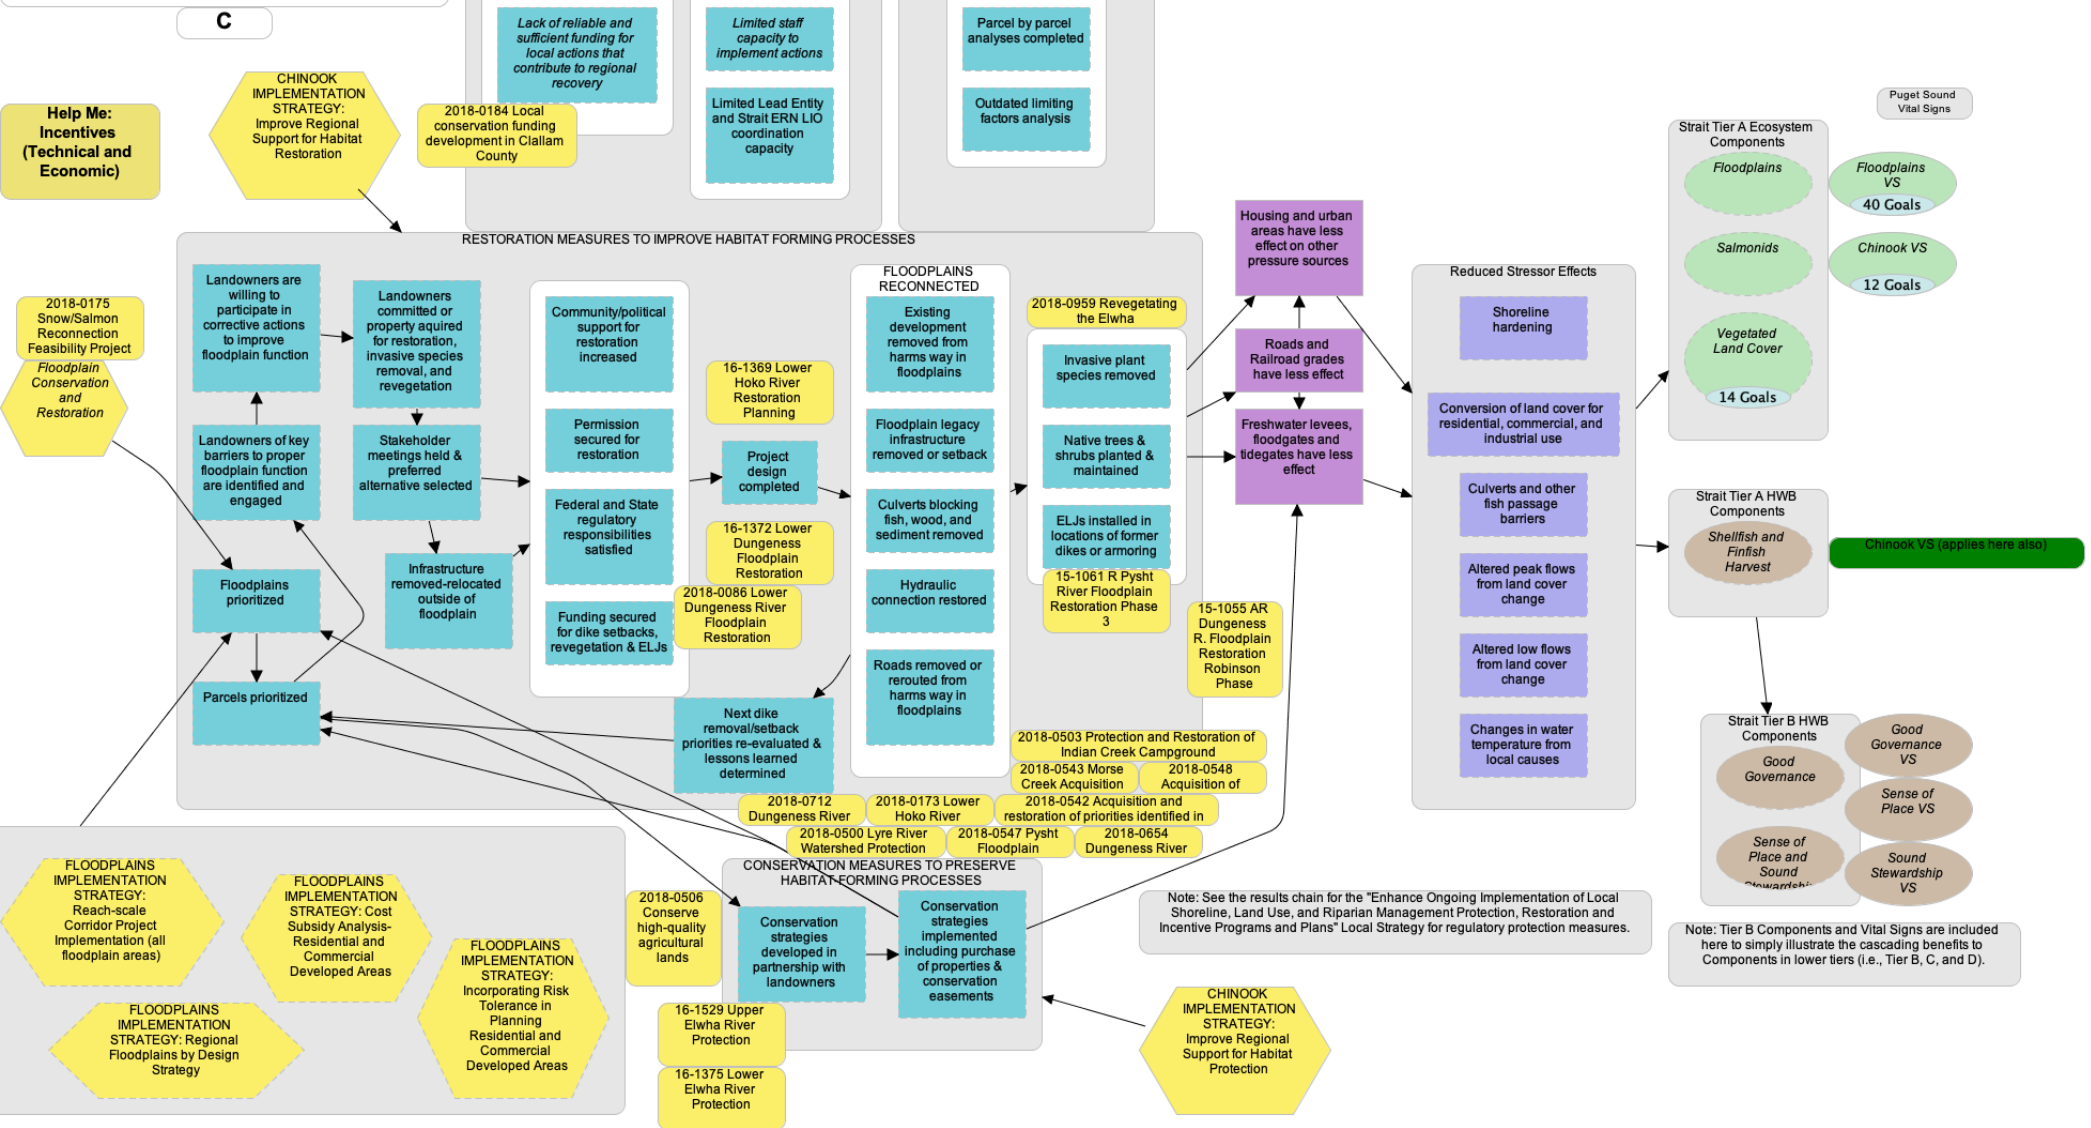 C
Lack of reliable and
sufficient funding for
local actions that
contribute to regional
recovery
Limited staff
capacity to
implement actions
Limited Lead Entity
and Strait ERN LIO
coordination
capacity
Parcel by parcel
analyses completed
Outdated limiting
factors analysis
CHINOOK
IMPLEMENTATION
STRATEGY:
Improve Regional
Support for Habitat
Restoration
Help Me:
Incentives
(Technical and
Economic)
2018-0184 Local
conservation funding
development in Clallam
County
Puget Sound
Vital Signs
Strait Tier A Ecosystem
Components
Floodplains
Floodplains
VS
40 Goals
Salmonids
Chinook VS
12 Goals
Vegetated
Land Cover
14 Goals
RESTORATION MEASURES TO IMPROVE HABITAT FORMING PROCESSES
Landowners are
willing to
participate in
corrective actions
to improve
floodplain function
Landowners
committed or
property aquired
for restoration,
invasive species
removal, and
revegetation
Landowners of key
barriers to proper
floodplain function
are identified and
engaged
Stakeholder
meetings held &
preferred
alternative selected
Infrastructure
removed-relocated
outside of
floodplain
Floodplains
prioritized
Parcels prioritized
2018-0175
Snow/Salmon
Reconnection
Feasibility Project
Floodplain
Conservation
and
Restoration
Community/political
support for
restoration
increased
Permission
secured for
restoration
Federal and State
regulatory
responsibilities
satisfied
Funding secured
for dike setbacks,
revegetation & ELJs
16-1369 Lower
Hoko River
Restoration
Planning
Project
design
completed
16-1372 Lower
Dungeness
Floodplain
Restoration
2018-0086 Lower
Dungeness River
Floodplain
Restoration
Next dike
removal/setback
priorities re-evaluated &
lessons learned
determined
FLOODPLAINS
RECONNECTED
Existing
development
removed from
harms way in
floodplains
Floodplain legacy
infrastructure
removed or setback
Culverts blocking
fish, wood, and
sediment removed
Hydraulic
connection restored
Roads removed or
rerouted from
harms way in
floodplains
2018-0959 Revegetating
the Elwha
Invasive plant
species removed
Native trees &
shrubs planted &
maintained
ELJs installed in
locations of former
dikes or armoring
15-1061 R Pysht
River Floodplain
Restoration Phase
3
15-1055 AR
Dungeness
R. Floodplain
Restoration
Robinson
Phase
Housing and urban
areas have less
effect on other
pressure sources
Roads and
Railroad grades
have less effect
Freshwater levees,
floodgates and
tidegates have less
effect
Reduced Stressor Effects
Shoreline
hardening
Conversion of land cover for
residential, commercial, and
industrial use
Culverts and other
fish passage
barriers
Altered peak flows
from land cover
change
Altered low flows
from land cover
change
Changes in water
temperature from
local causes
Strait Tier A HWB
Components
Shellfish and
Finfish
Harvest
Chinook VS (applies here also)
Strait Tier B HWB
Components
Good
Governance
Good
Governance
VS
Sense of
Place VS
Sense of
Place and
Sound
Stewardship
Sound
Stewardship
VS
2018-0503 Protection and Restoration of
Indian Creek Campground
2018-0543 Morse
Creek Acquisition
2018-0548
Acquisition of
2018-0712
Dungeness River
2018-0173 Lower
Hoko River
2018-0542 Acquisition and
restoration of priorities identified in
2018-0500 Lyre River
Watershed Protection
2018-0547 Pysht
Floodplain
2018-0654
Dungeness River
CONSERVATION MEASURES TO PRESERVE
HABITAT FORMING PROCESSES
Conservation
strategies
developed in
partnership with
landowners
Conservation
strategies
implemented
including purchase
of properties &
conservation
easements
2018-0506
Conserve
high-quality
agricultural
lands
16-1529 Upper
Elwha River
Protection
16-1375 Lower
Elwha River
Protection
FLOODPLAINS
IMPLEMENTATION
STRATEGY:
Reach-scale
Corridor Project
Implementation (all
floodplain areas)
FLOODPLAINS
IMPLEMENTATION
STRATEGY: Cost
Subsidy Analysis-
Residential and
Commercial
Developed Areas
FLOODPLAINS
IMPLEMENTATION
STRATEGY:
Incorporating Risk
Tolerance in
Planning
Residential and
Commercial
Developed Areas
FLOODPLAINS
IMPLEMENTATION
STRATEGY: Regional
Floodplains by Design
Strategy
Note: See the results chain for the "Enhance Ongoing Implementation of Local
Shoreline, Land Use, and Riparian Management Protection, Restoration and
Incentive Programs and Plans" Local Strategy for regulatory protection measures.
Note: Tier B Components and Vital Signs are included
here to simply illustrate the cascading benefits to
Components in lower tiers (i.e., Tier B, C, and D).
CHINOOK
IMPLEMENTATION
STRATEGY:
Improve Regional
Support for Habitat
Protection